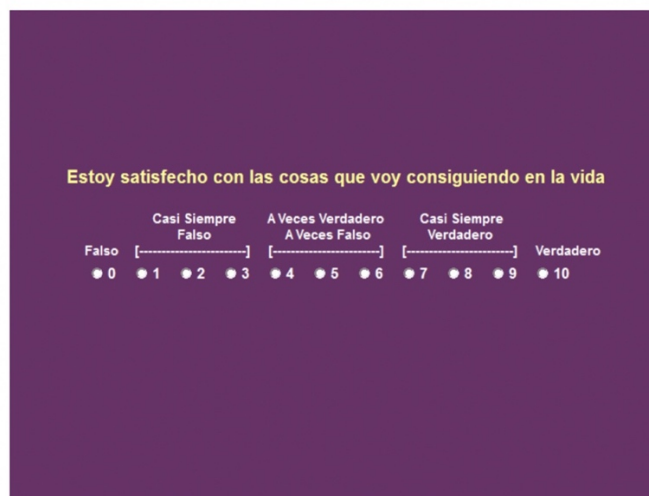 Estoy satisfecho con las cosas que voy consiguiendo en la vida
Casi Siempre A Veces Verdadero Casi Siempre
Falso A Veces Falso Verdadero
Falso [------------------------] [------------------------] [------------------------] Verdadero
0 1 2 3 4 5 6 7 8 9 10